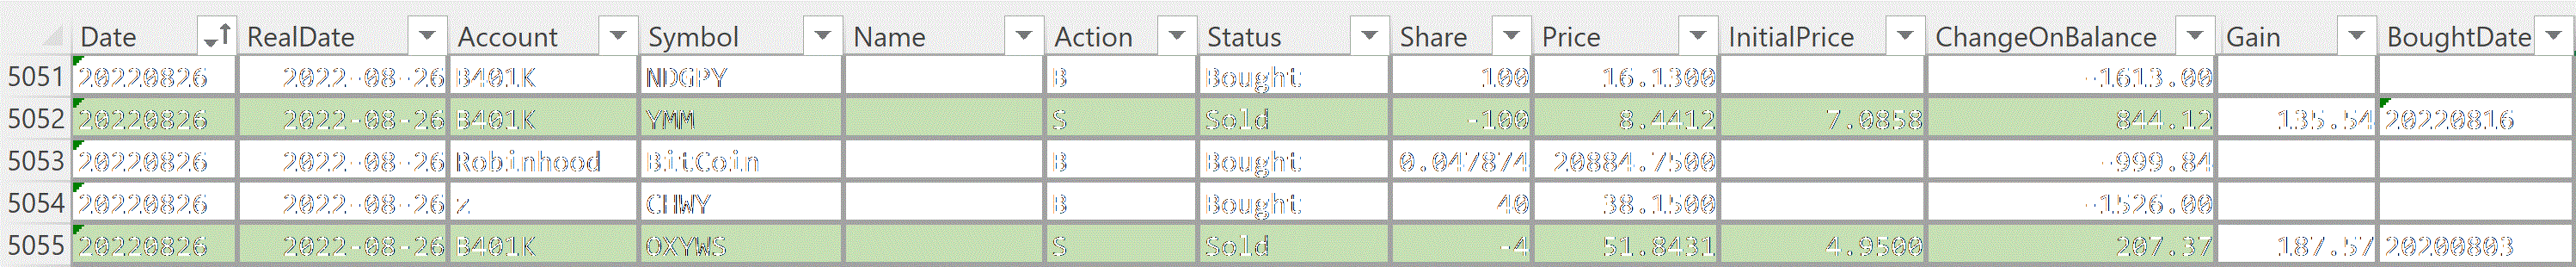 Date RealDate Account Symbol Name Action Status Share Price InitialPrice ChangeOnBalance Gain BoughtDate
5051 20220826 2022-08-26 B401K NDGPY B Bought 100 16.1300 -1613.00
5052 20220826 2022-08-26 B401K YMM S Sold -100 8.4412 7.0858 844.12 135.54 20220816
5053 20220826 2022-08-26 Robinhood BitCoin B Bought 0.047874 20884.7500 -999.84
5054 20220826 2022-08-26 z CHWY B Bought 40 38.1500 -1526.00
5055 20220826 2022-08-26 B401K OXYWS S Sold -4 51.8431 4.9500 207.37 187.57 20200803